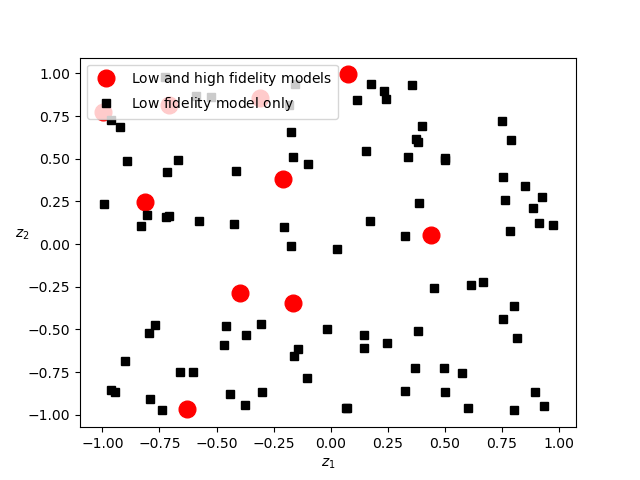 Low and high fidelity models
Low fidelity model only
1.00
0.75
0.50
0.25
0.00
−0.25
−0.50
−0.75
−1.00
z₂
−1.00 −0.75 −0.50 −0.25 0.00 0.25 0.50 0.75 1.00
z₁